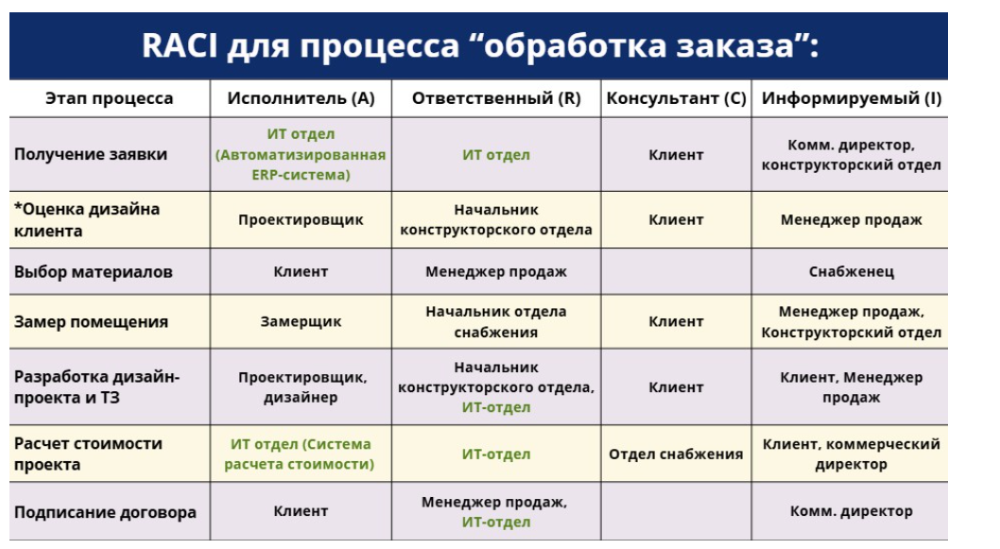 RACI для процесса “обработка заказа”:
Этап процесса
Исполнитель (A)
Ответственный (R)
Консультант (C)
Информируемый (I)
Получение заявки
ИТ отдел
(Автоматизированная
ERP-система)
ИТ отдел
Клиент
Комм. директор,
конструкторский отдел
*Оценка дизайна
клиента
Проектировщик
Начальник
конструкторского отдела
Клиент
Менеджер продаж
Выбор материалов
Клиент
Менеджер продаж
Снабженец
Замер помещения
Замерщик
Начальник отдела
снабжения
Клиент
Менеджер продаж,
Конструкторский отдел
Разработка дизайн-
проекта и ТЗ
Проектировщик,
дизайнер
Начальник
конструкторского отдела,
ИТ-отдел
Клиент
Клиент, Менеджер
продаж
Расчет стоимости
проекта
ИТ отдел (Система
расчета стоимости)
ИТ-отдел
Отдел снабжения
Клиент, коммерческий
директор
Подписание договора
Клиент
Менеджер продаж,
ИТ-отдел
Комм. директор